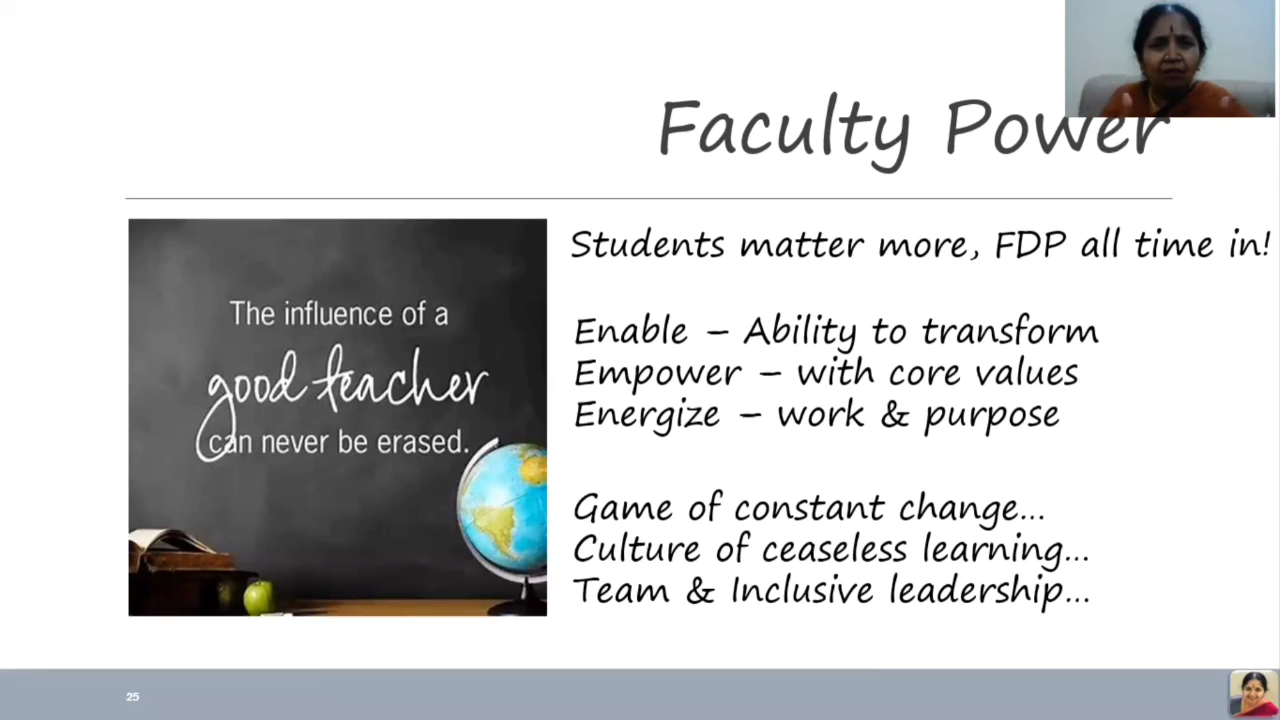 Faculty Power
The influence of a
good teacher
can never be erased.
Students matter more, FDP all time in!
Enable – Ability to transform
Empower – with core values
Energize – work & purpose
Game of constant change...
Culture of ceaseless learning...
Team & Inclusive leadership...
25